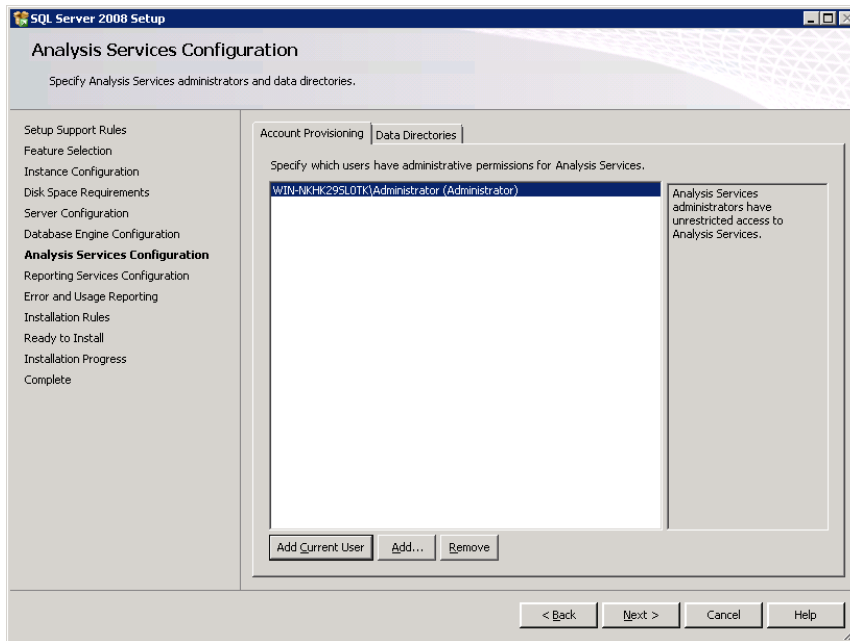 SQL Server 2008 Setup
Analysis Services Configuration
Specify Analysis Services administrators and data directories.
Setup Support Rules
Feature Selection
Instance Configuration
Disk Space Requirements
Server Configuration
Database Engine Configuration
Analysis Services Configuration
Reporting Services Configuration
Error and Usage Reporting
Installation Rules
Ready to Install
Installation Progress
Complete
Account Provisioning Data Directories
Specify which users have administrative permissions for Analysis Services.
WIN-NKHK29SL0TK\Administrator (Administrator)
Analysis Services
administrators have
unrestricted access to
Analysis Services.
Add Current User Add... Remove
< Back Next > Cancel Help